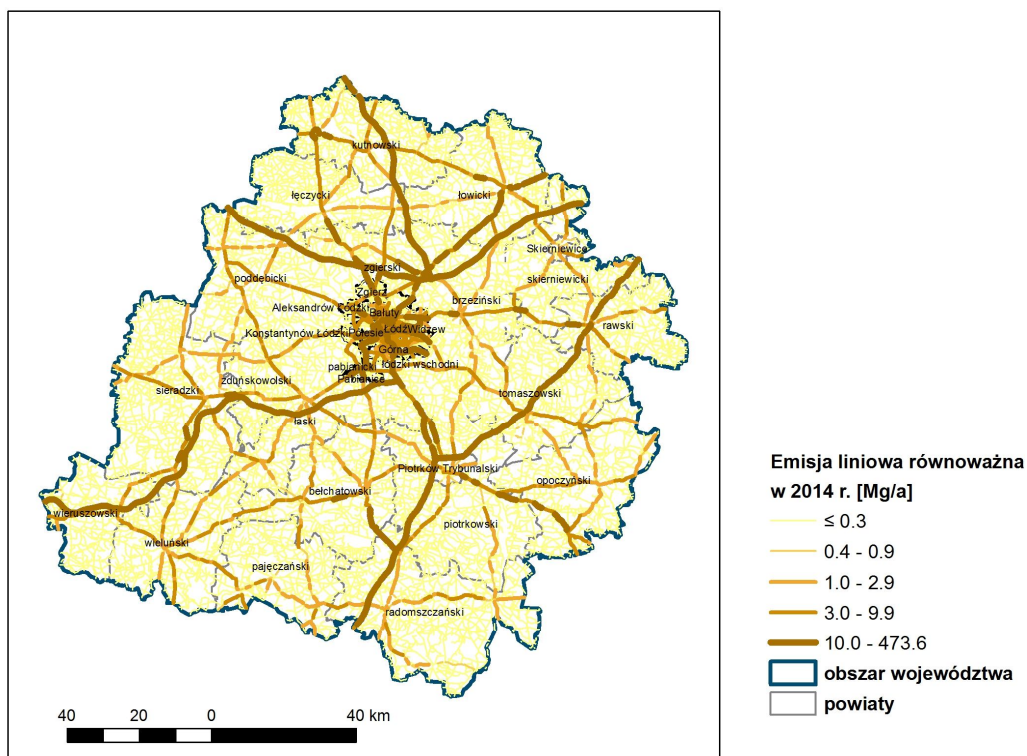 kutnowski
łęczycki
łowicki
Skierniewice
zgierski
skierniewicki
poddębicki
Zgierz
brzeziński
Aleksandrów Łódzki
Bałuty
rawski
Konstantynów Łódzki
Polesie
Łódź
Widzew
Górna
pabianicki
łódzki wschodni
Pabianice
zduńskowolski
sieradzki
tomaszowski
łaski
Piotrków Trybunalski
bełchatowski
opoczyński
wieruszowski
piotrkowski
wieluński
pajęczański
radomszczański
40 20 0 40 km
Emisja liniowa równoważna
w 2014 r. [Mg/a]
≤ 0.3
0.4 - 0.9
1.0 - 2.9
3.0 - 9.9
10.0 - 473.6
obszar województwa
powiaty